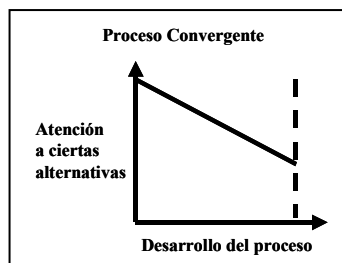 Proceso Convergente
Atención
a ciertas
alternativas
Desarrollo del proceso